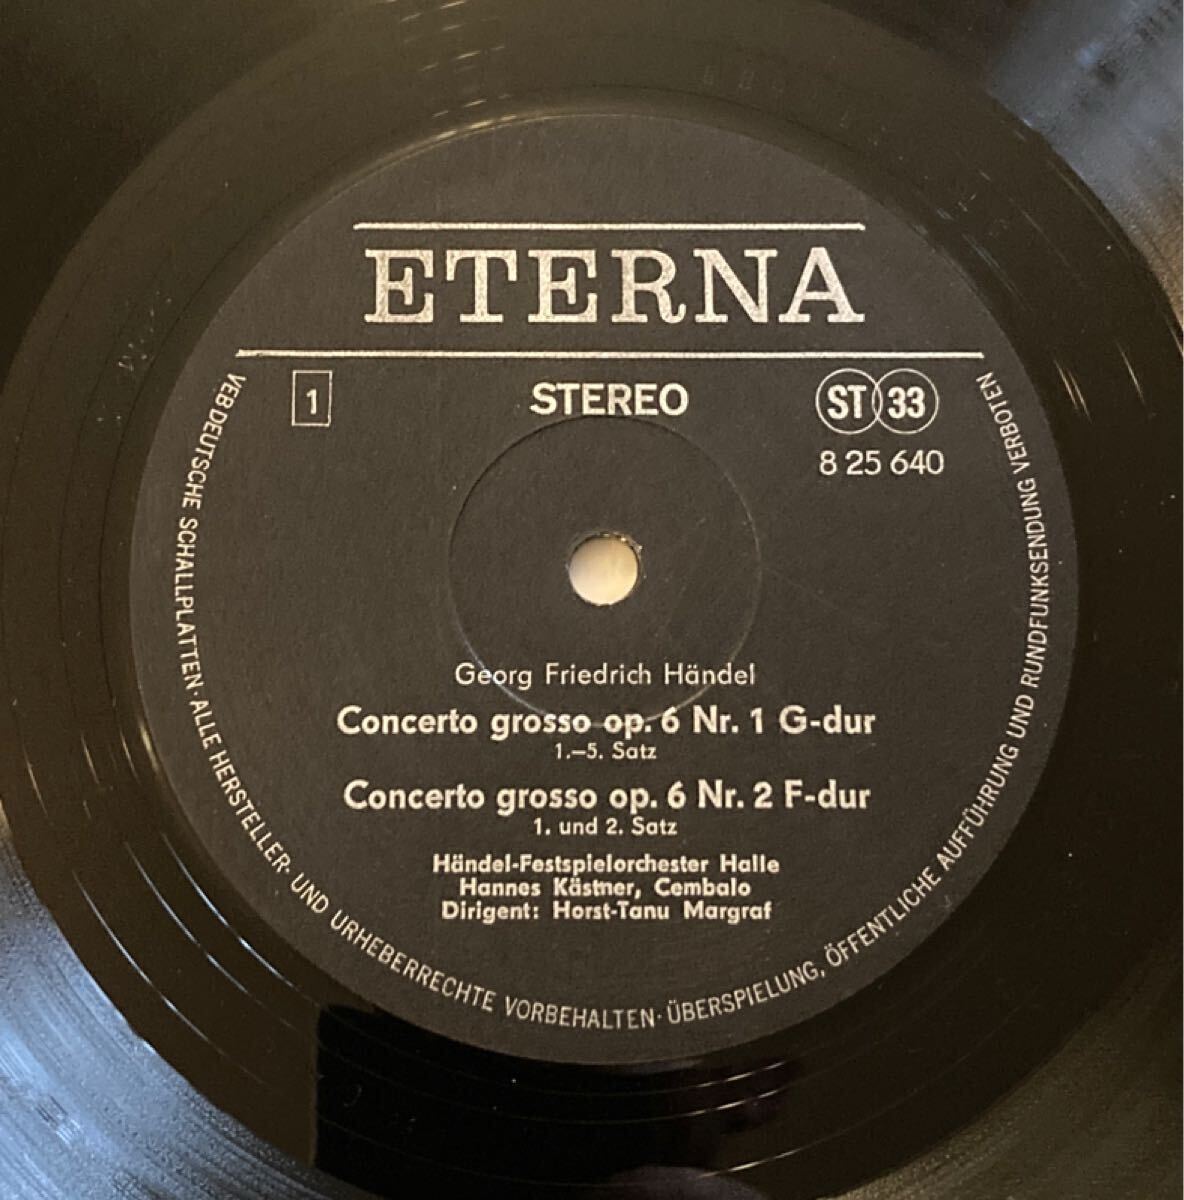 ETERNA
1
STEREO
ST 33
8 25 640
Georg Friedrich Händel
Concerto grosso op. 6 Nr. 1 G-dur
1.–5. Satz
Concerto grosso op. 6 Nr. 2 F-dur
1. und 2. Satz
Händel-Festspielorchester Halle
Hannes Kästner, Cembalo
Dirigent: Horst-Tanu Margraf
VEB DEUTSCHE SCHALLPLATTEN · ALLE HERSTELLER- UND URHEBERRECHTE VORBEHALTEN · ÜBERSPIELUNG, ÖFFENTLICHE AUFFÜHRUNG UND RUNDFUNKSENDUNG VERBOTEN